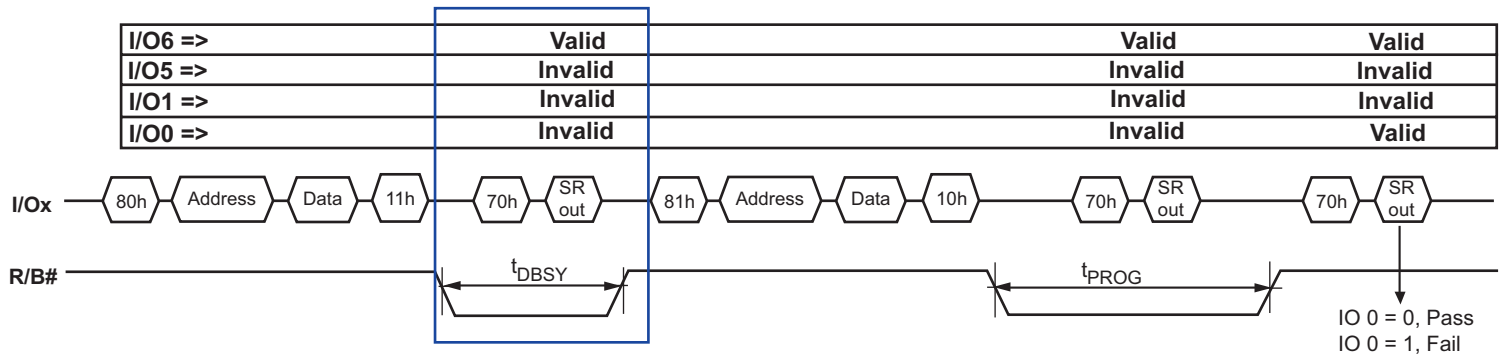 I/O6 => Valid Valid Valid
I/O5 => Invalid Invalid Invalid
I/O1 => Invalid Invalid Invalid
I/O0 => Invalid Invalid Valid
I/Ox 80h Address Data 11h 70h SR out 81h Address Data 10h 70h SR out 70h SR out
R/B# tDBSY tPROG
IO 0 = 0, Pass
IO 0 = 1, Fail